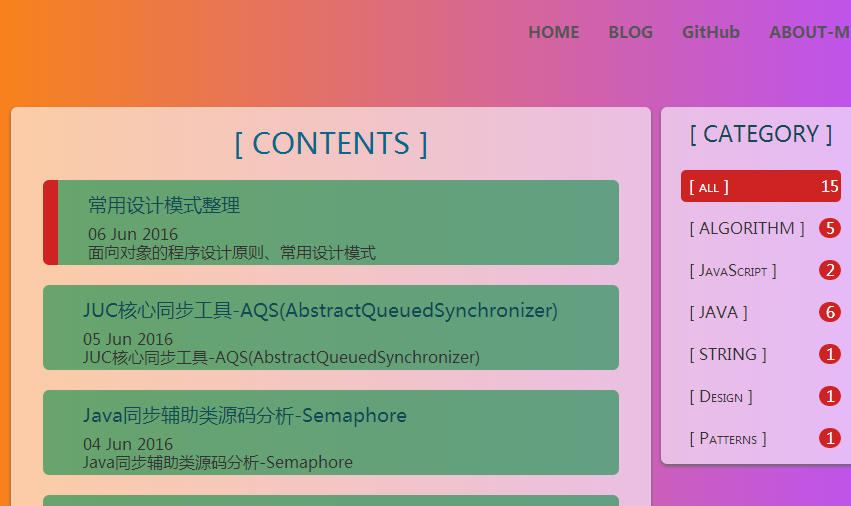 HOME BLOG GitHub ABOUT-M
[ CONTENTS ]
常用设计模式整理
06 Jun 2016
面向对象的程序设计原则、常用设计模式
JUC核心同步工具-AQS(AbstractQueuedSynchronizer)
05 Jun 2016
JUC核心同步工具-AQS(AbstractQueuedSynchronizer)
Java同步辅助类源码分析-Semaphore
04 Jun 2016
Java同步辅助类源码分析-Semaphore
[ CATEGORY ]
[ ALL ] 15
[ ALGORITHM ] 5
[ JAVASCRIPT ] 2
[ JAVA ] 6
[ STRING ] 1
[ DESIGN ] 1
[ PATTERNS ] 1